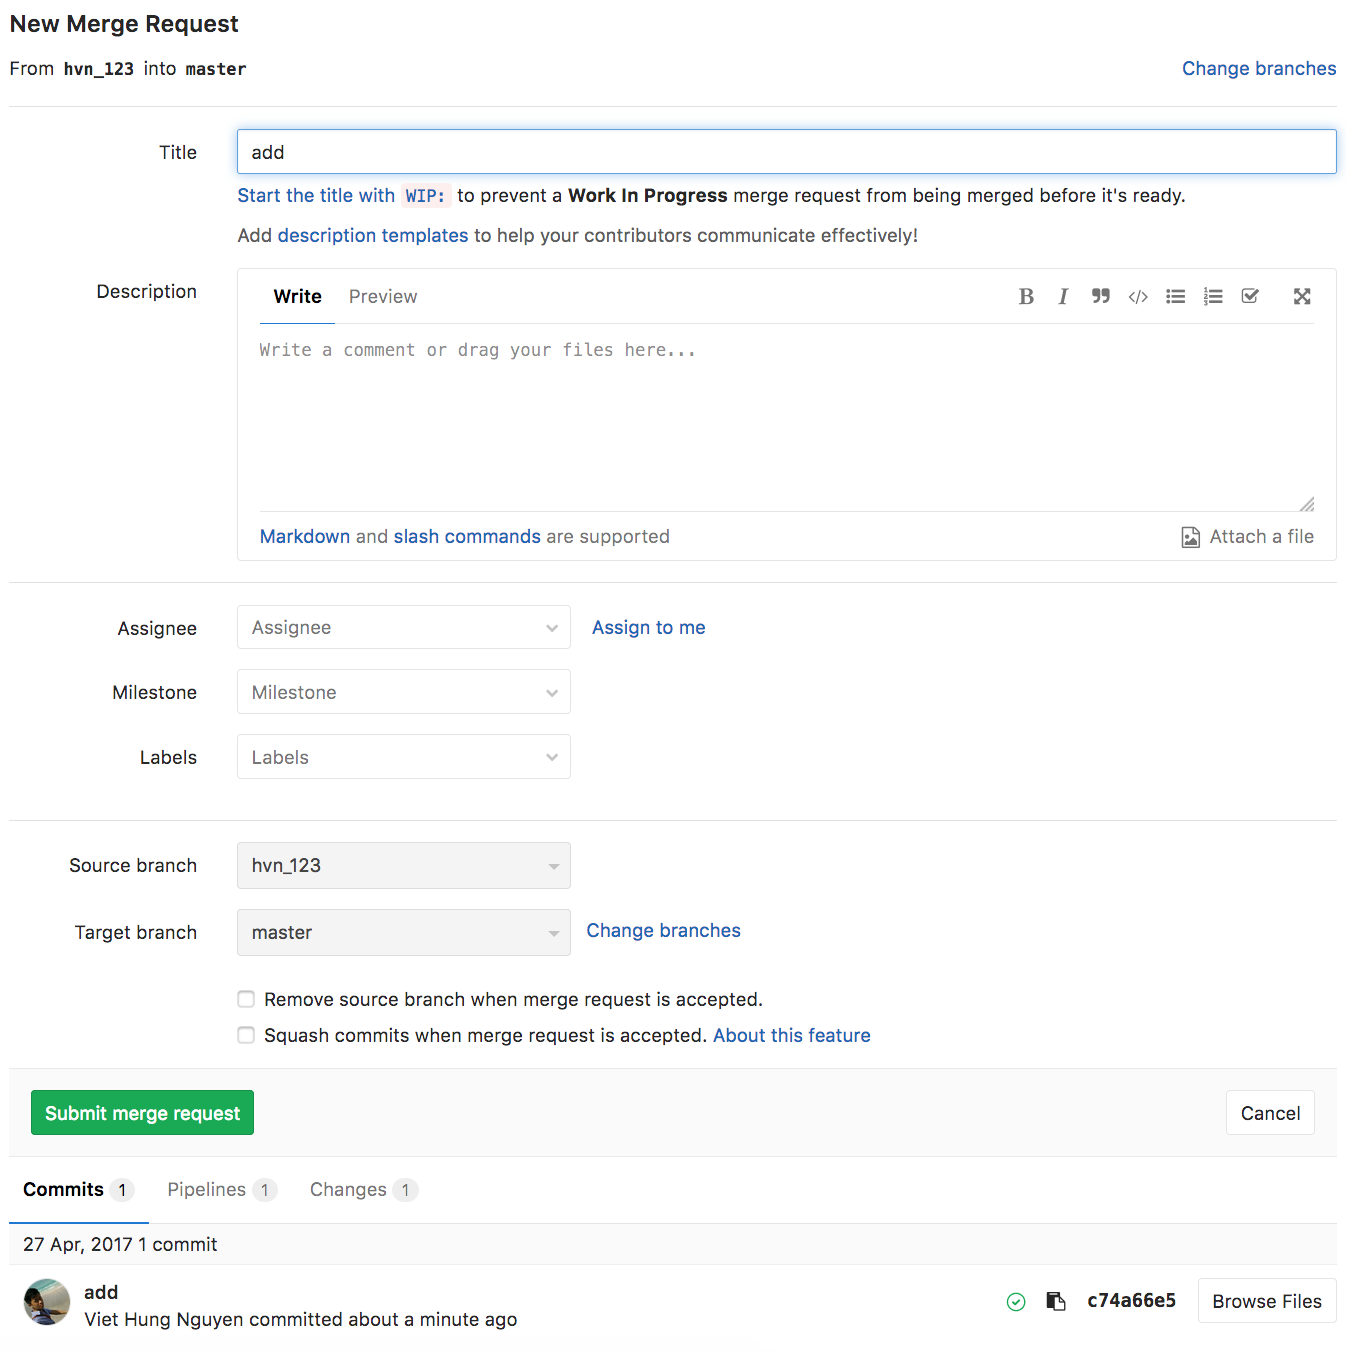 New Merge Request
From hvn_123 into master
Change branches
Title
add
Start the title with WIP: to prevent a Work In Progress merge request from being merged before it's ready.
Add description templates to help your contributors communicate effectively!
Description
Write Preview
Write a comment or drag your files here...
Markdown and slash commands are supported
Attach a file
Assignee
Assignee
Assign to me
Milestone
Milestone
Labels
Labels
Source branch
hvn_123
Target branch
master
Change branches
Remove source branch when merge request is accepted.
Squash commits when merge request is accepted. About this feature
Submit merge request
Cancel
Commits 1 Pipelines 1 Changes 1
27 Apr, 2017 1 commit
add
Viet Hung Nguyen committed about a minute ago
c74a66e5
Browse Files